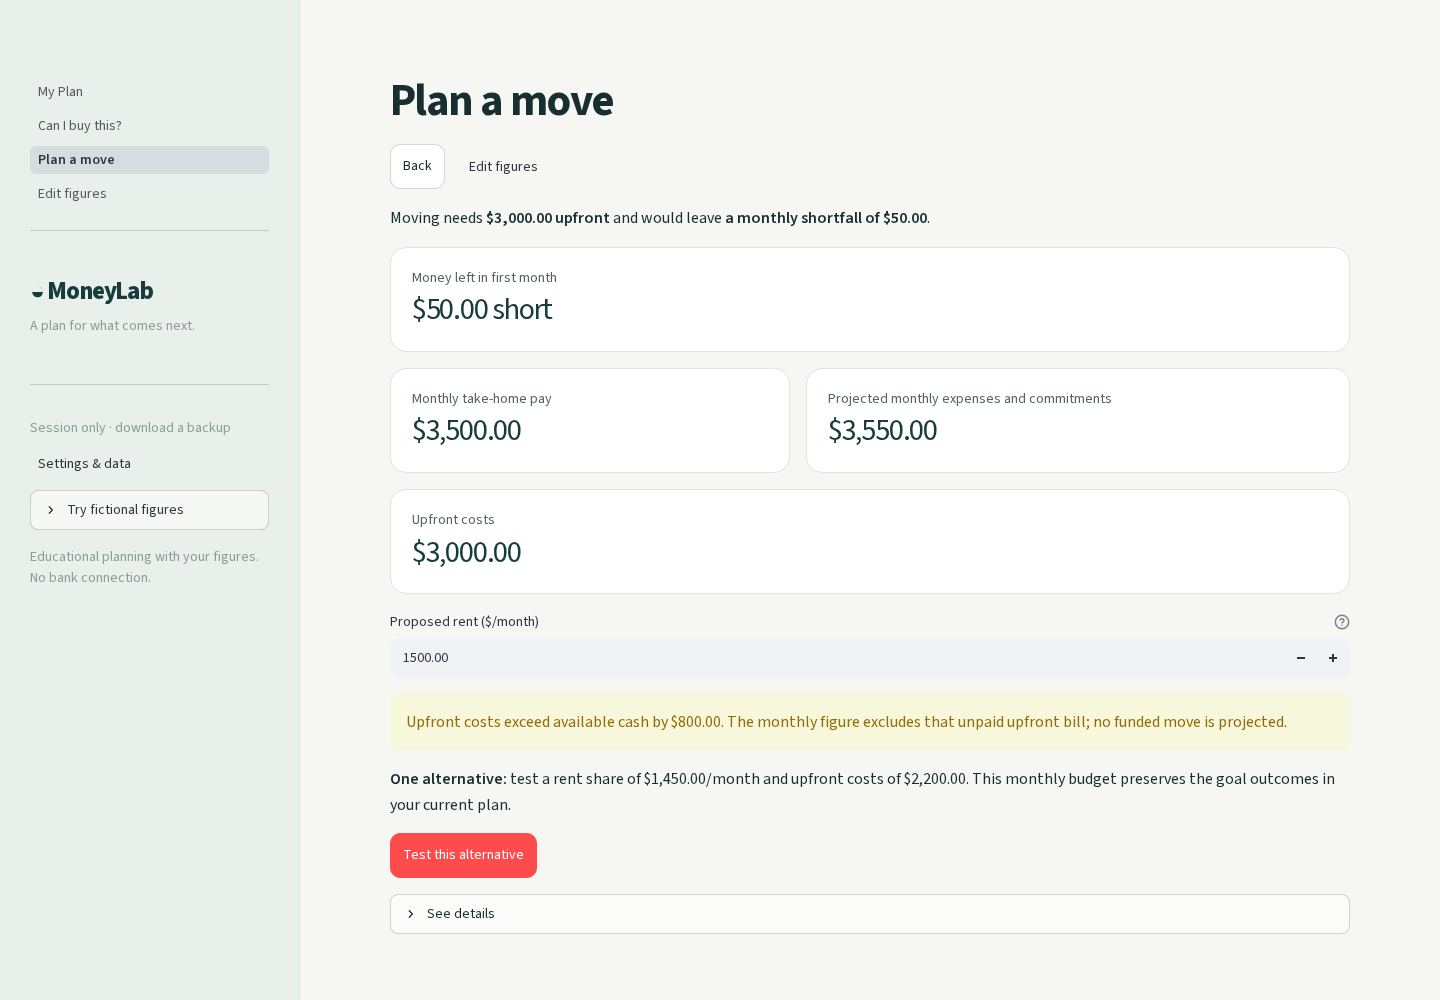 My Plan
Can I buy this?
Plan a move
Edit figures
MoneyLab
A plan for what comes next.
Session only · download a backup
Settings & data
Try fictional figures
Educational planning with your figures.
No bank connection.
Plan a move
Back
Edit figures
Moving needs $3,000.00 upfront and would leave a monthly shortfall of $50.00.
Money left in first month
$50.00 short
Monthly take-home pay
$3,500.00
Projected monthly expenses and commitments
$3,550.00
Upfront costs
$3,000.00
Proposed rent ($/month)
1500.00
Upfront costs exceed available cash by $800.00. The monthly figure excludes that unpaid upfront bill; no funded move is projected.
One alternative: test a rent share of $1,450.00/month and upfront costs of $2,200.00. This monthly budget preserves the goal outcomes in
your current plan.
Test this alternative
See details